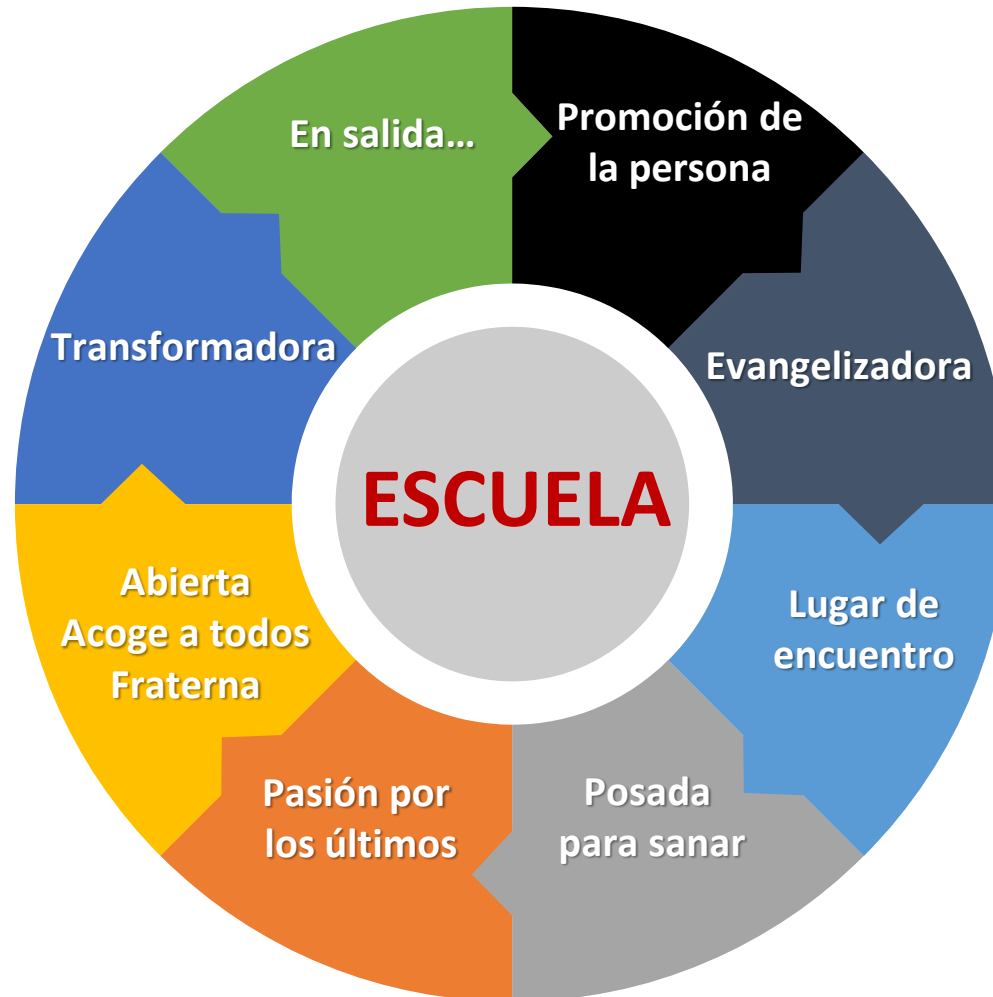 En salida...
Promoción de
la persona
Evangelizadora
Lugar de
encuentro
Posada
para sanar
Pasión por
los últimos
Abierta
Acoge a todos
Fraterna
Transformadora
ESCUELA